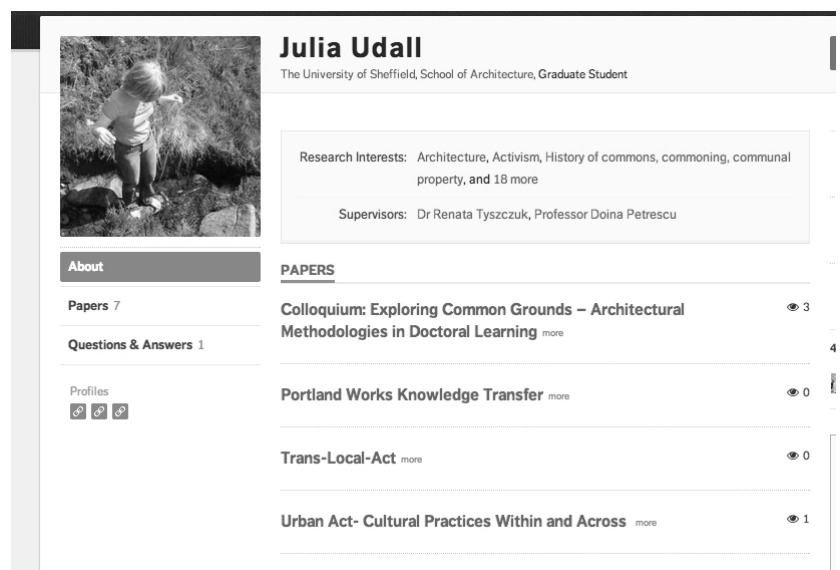 Julia Udall
The University of Sheffield, School of Architecture, Graduate Student
Research Interests: Architecture, Activism, History of commons, commoning, communal
property, and 18 more
Supervisors: Dr Renata Tyszczuk, Professor Doina Petrescu
About
Papers 7
Questions & Answers 1
Profiles
PAPERS
Colloquium: Exploring Common Grounds – Architectural
Methodologies in Doctoral Learning more
3
Portland Works Knowledge Transfer more
0
Trans-Local-Act more
0
Urban Act- Cultural Practices Within and Across more
1
4